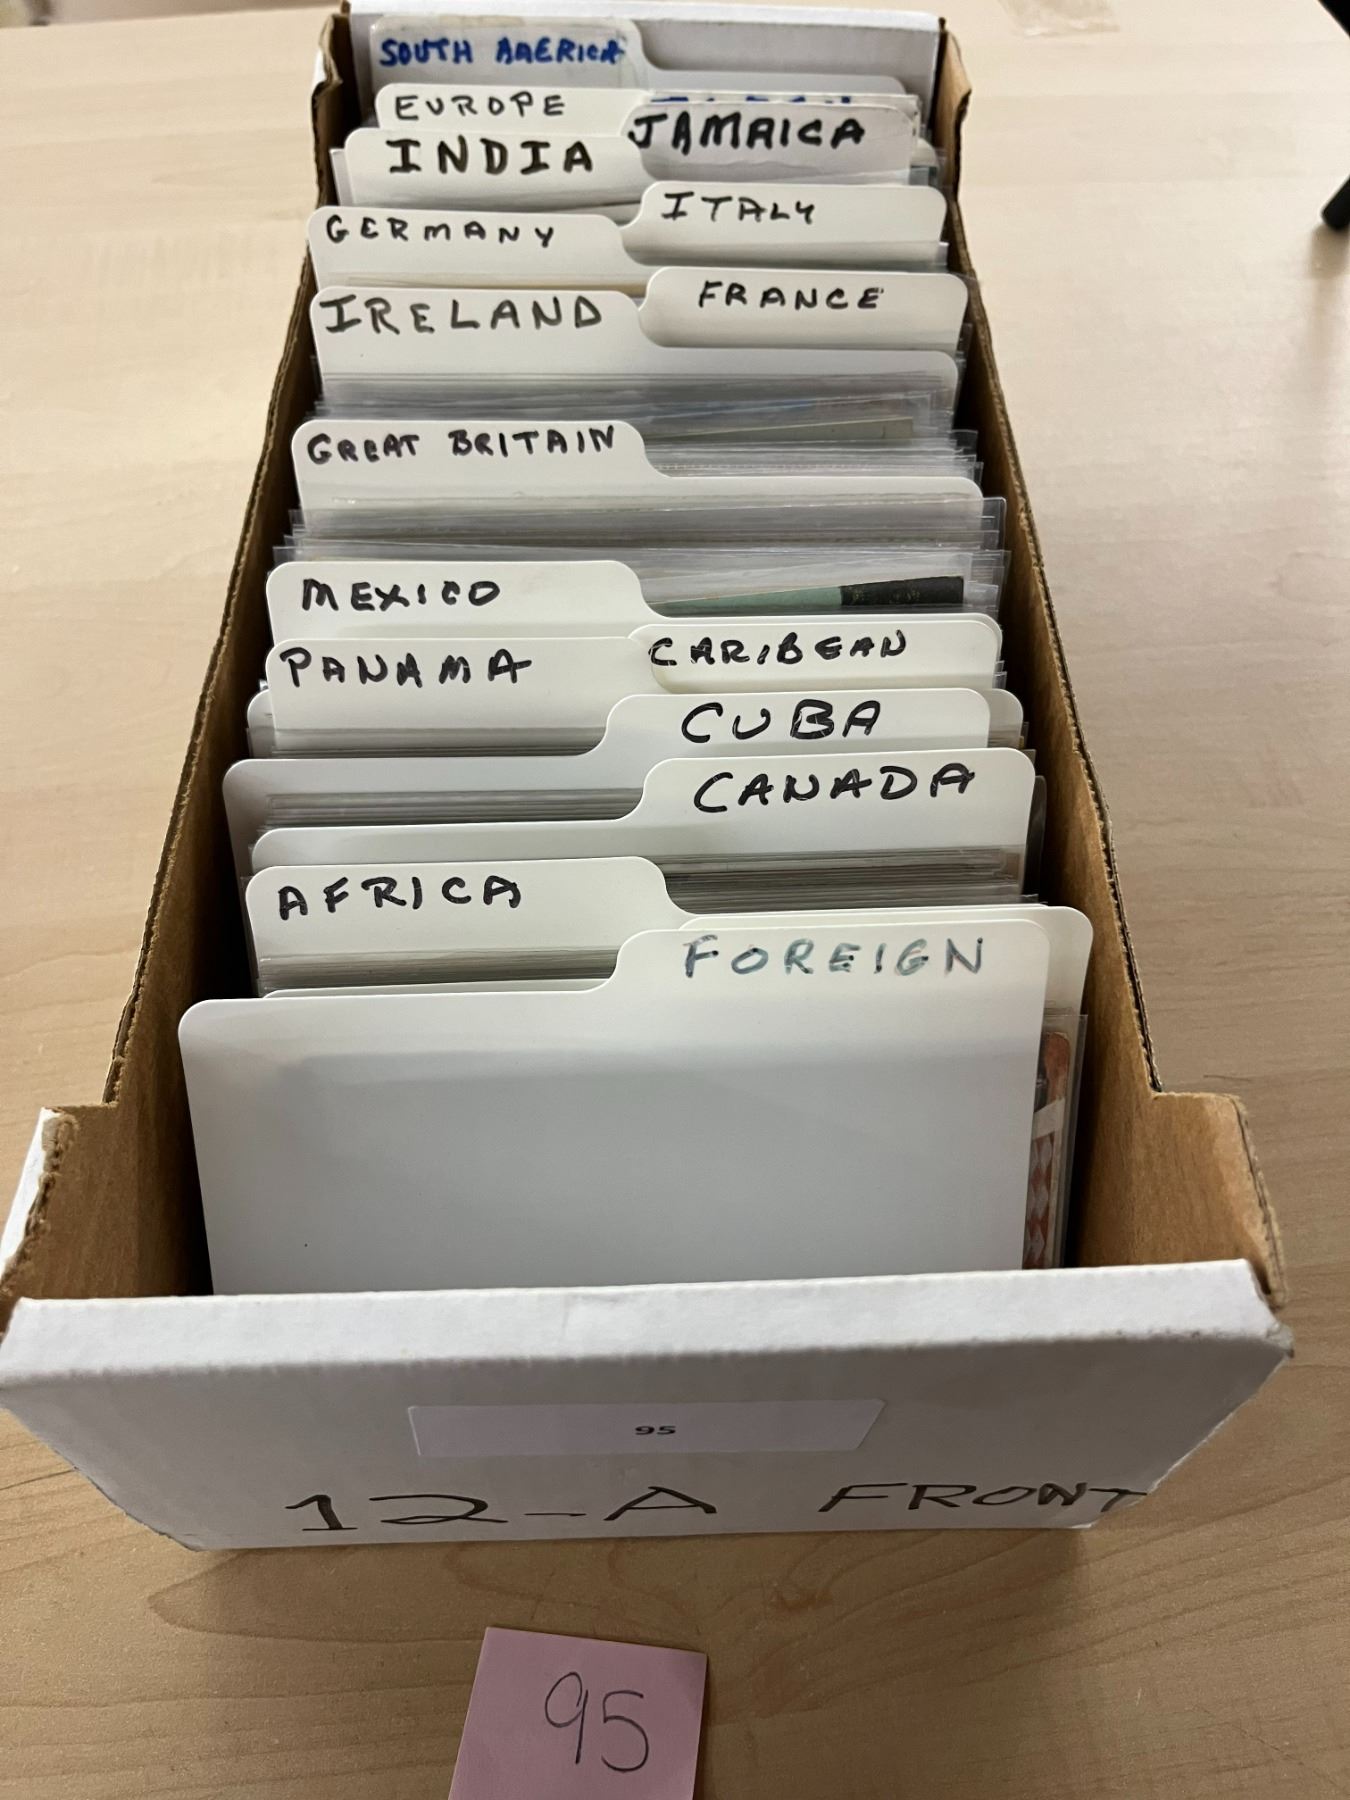 SOUTH AMERICA
EUROPE
JAMAICA
INDIA
ITALY
GERMANY
FRANCE
IRELAND
GREAT BRITAIN
MEXICO
CARIBEAN
PANAMA
CUBA
CANADA
AFRICA
FOREIGN
95
12-A FRONT
95